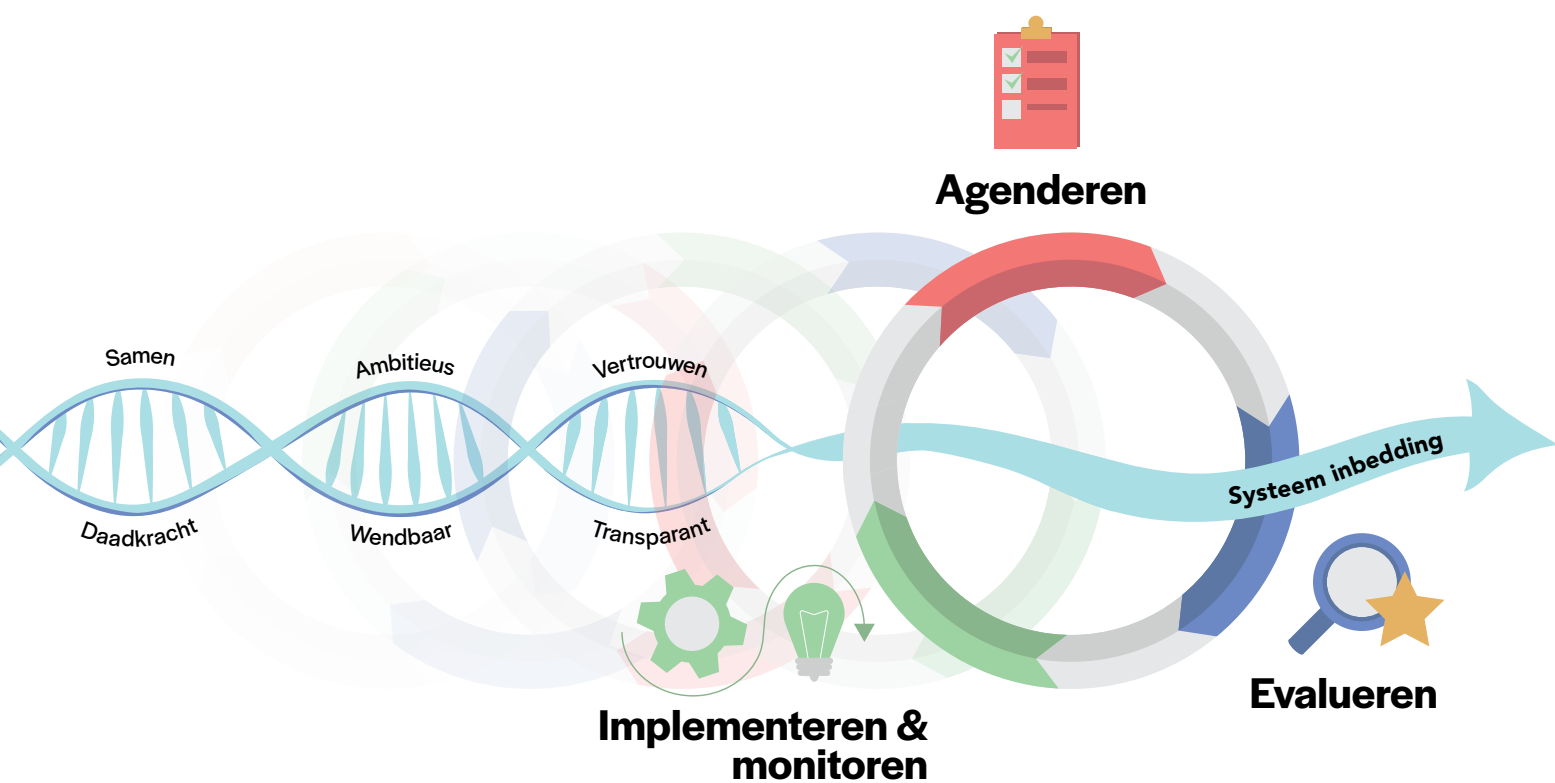 Agenderen
Samen
Ambitieus
Vertrouwen
Systeem inbedding
Daadkracht
Wendbaar
Transparant
Evalueren
Implementeren &
monitoren